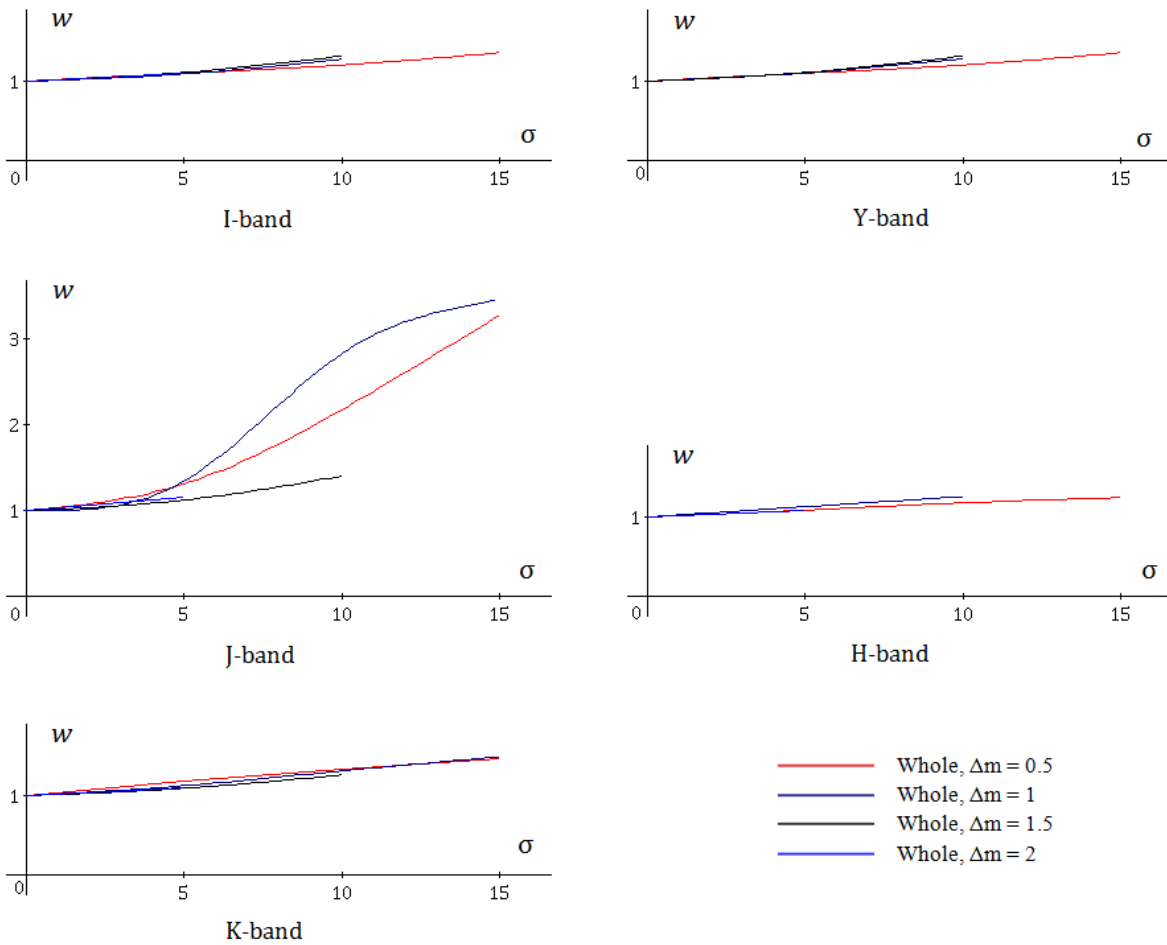 w
1
σ
0 5 10 15
I-band
w
1
σ
0 5 10 15
Y-band
w
3
2
1
σ
0 5 10 15
J-band
w
1
σ
0 5 10 15
H-band
w
1
σ
0 5 10 15
K-band
Whole, Δm = 0.5
Whole, Δm = 1
Whole, Δm = 1.5
Whole, Δm = 2